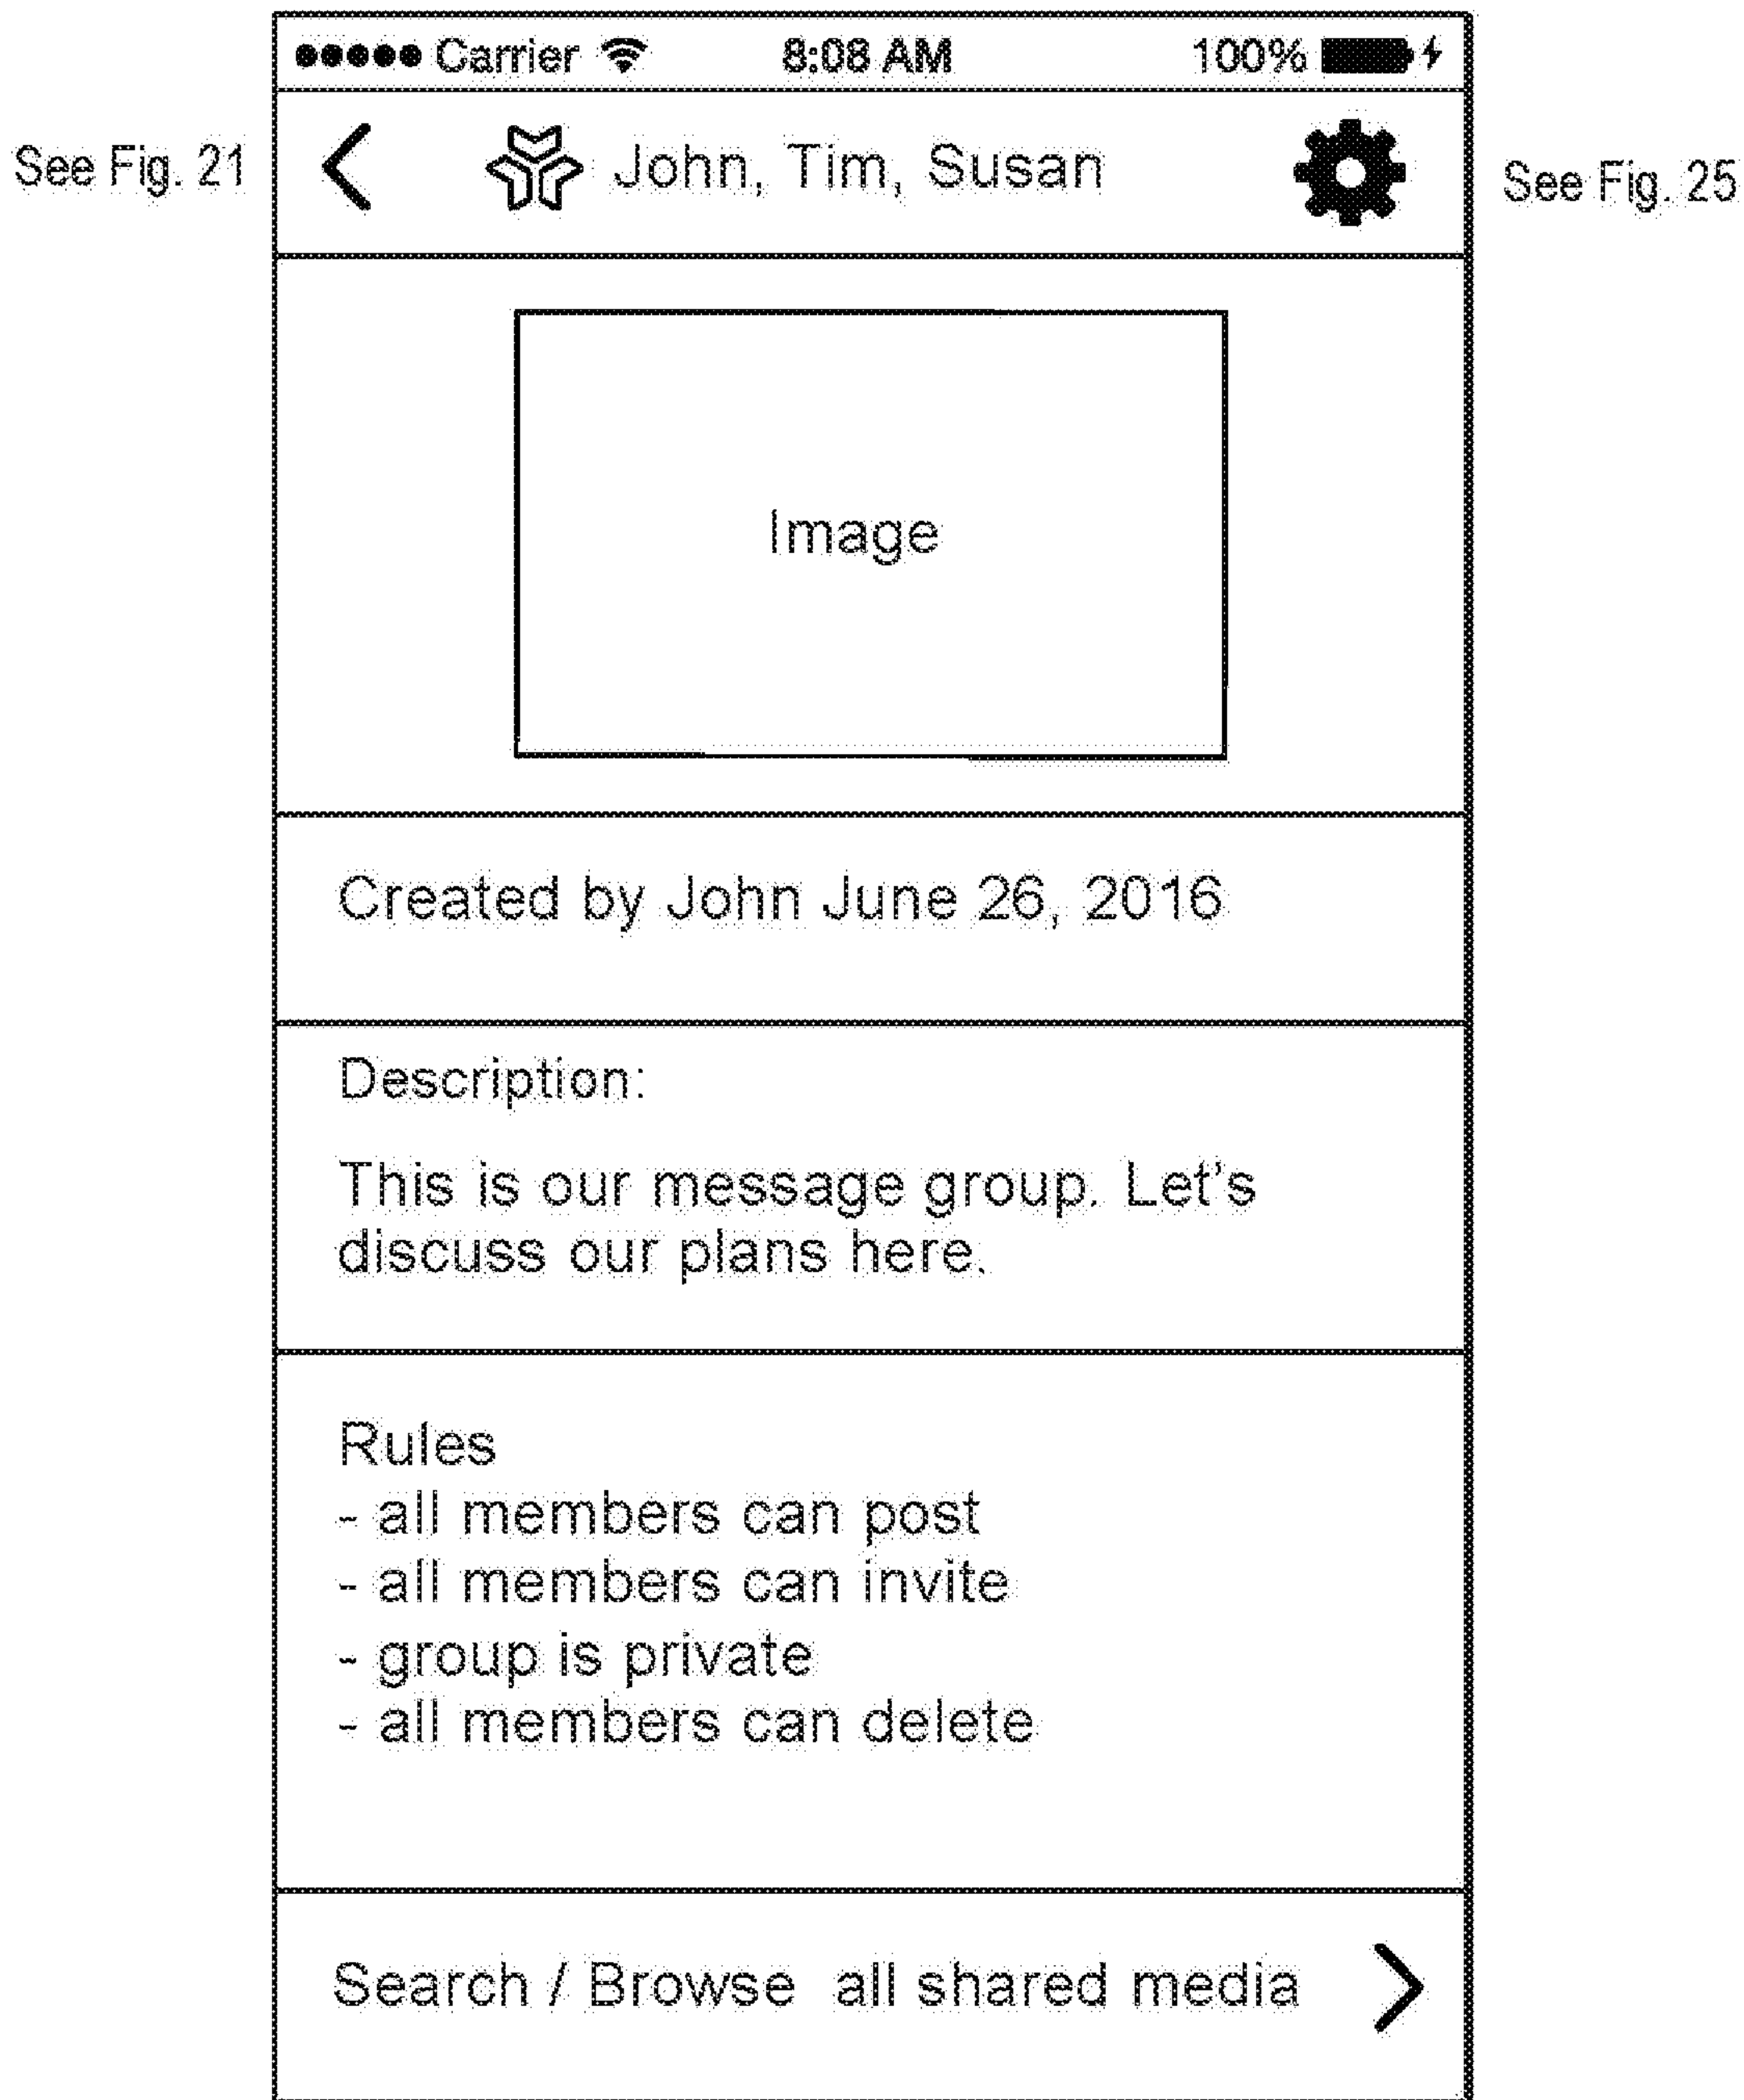 ●●●●● Carrier 8:08 AM 100%
See Fig. 21
John, Tim, Susan
See Fig. 25
Image
Created by John June 26, 2016
Description:
This is our message group. Let's
discuss our plans here.
Rules
- all members can post
- all members can invite
- group is private
- all members can delete
Search / Browse all shared media